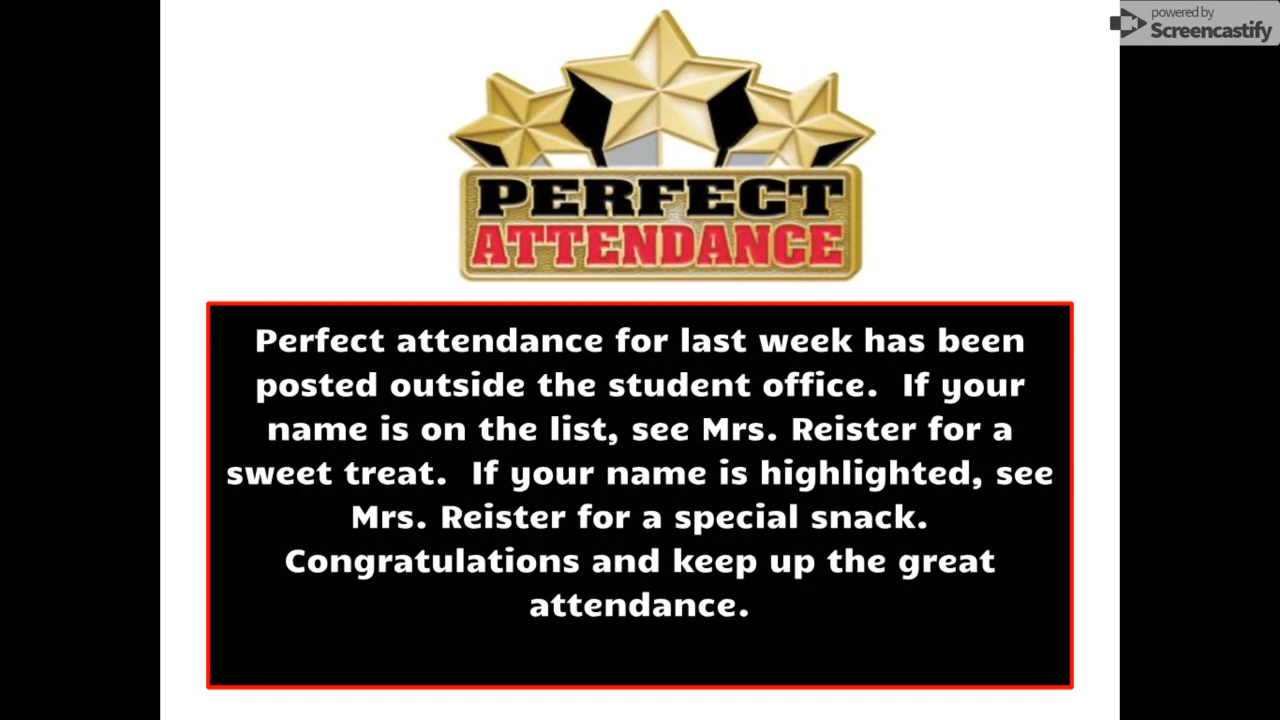 powered by
Screencastify
PERFECT
ATTENDANCE
Perfect attendance for last week has been
posted outside the student office.  If your
name is on the list, see Mrs. Reister for a
sweet treat.  If your name is highlighted, see
Mrs. Reister for a special snack.
Congratulations and keep up the great
attendance.